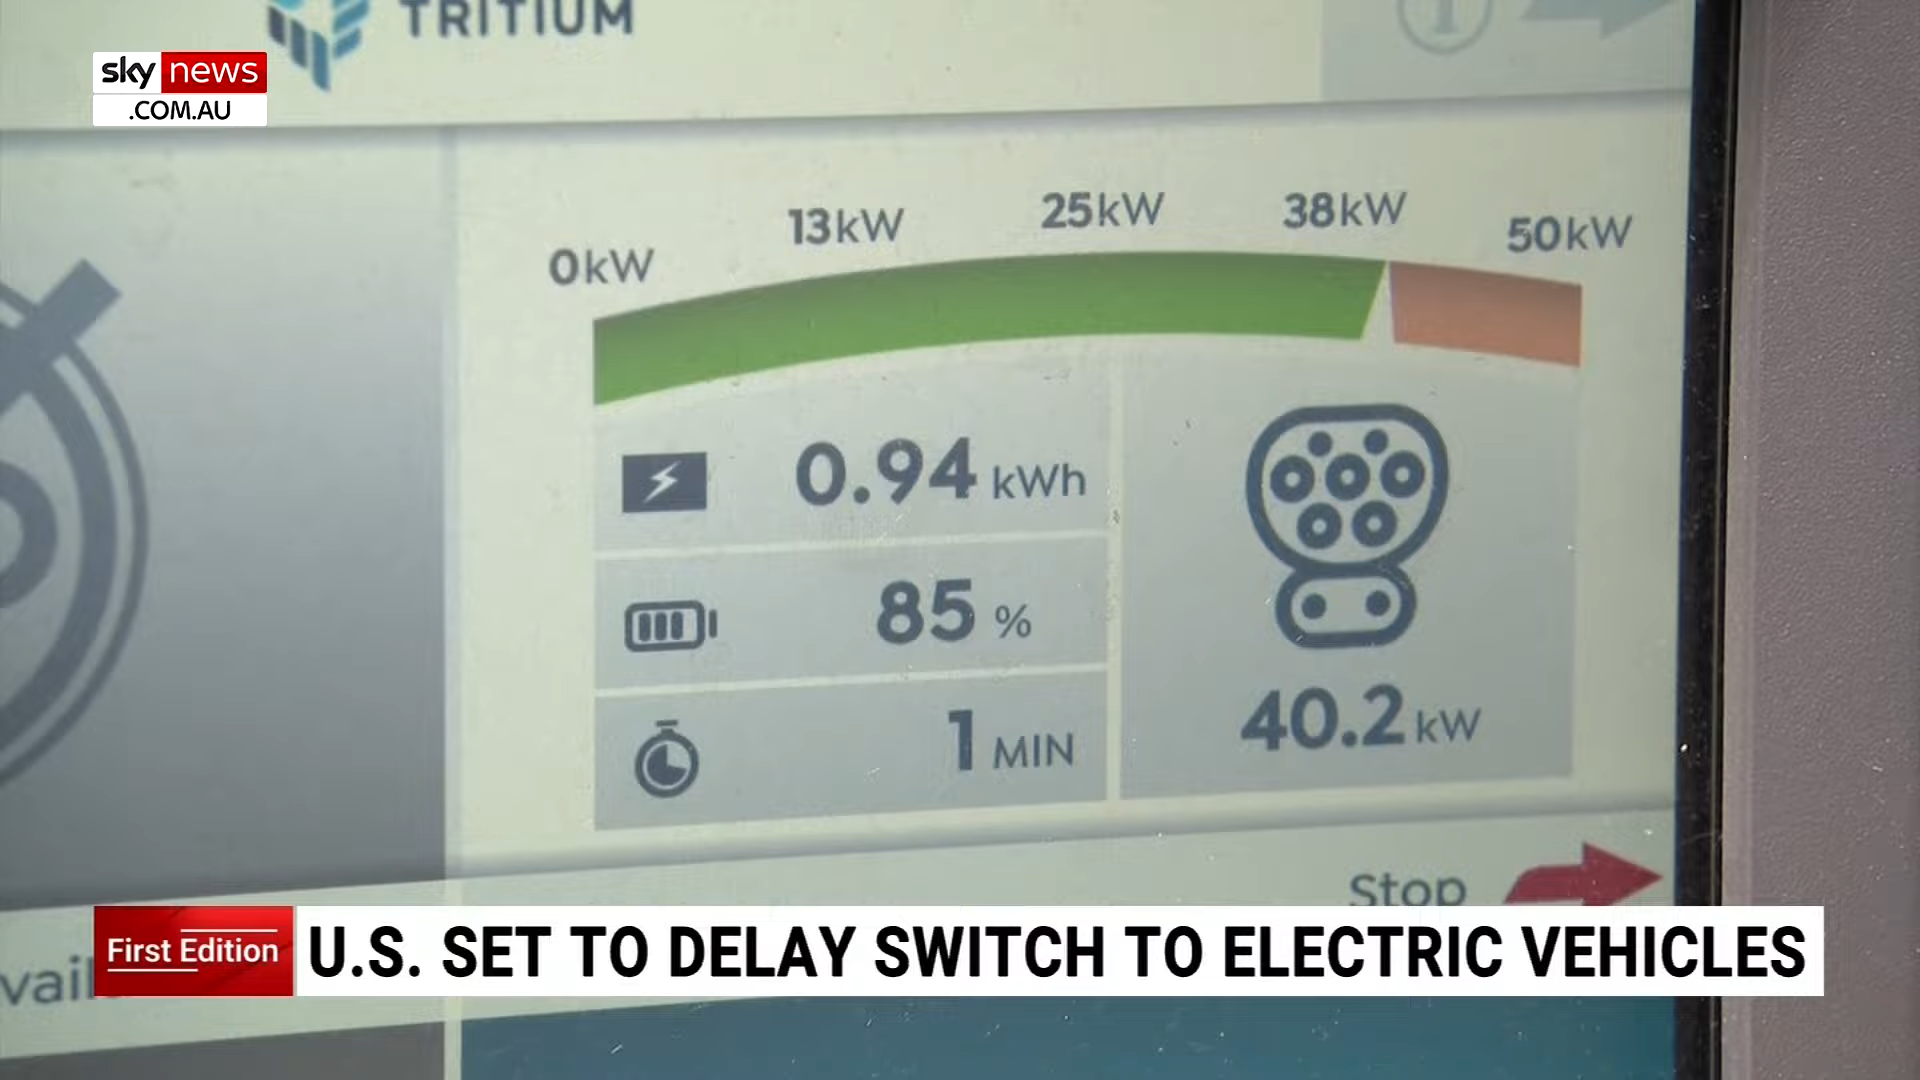 TRITIUM
sky news
.COM.AU
0kW
13kW
25kW
38kW
50kW
0.94 kWh
85 %
1 MIN
40.2 kW
Stop
First Edition
U.S. SET TO DELAY SWITCH TO ELECTRIC VEHICLES